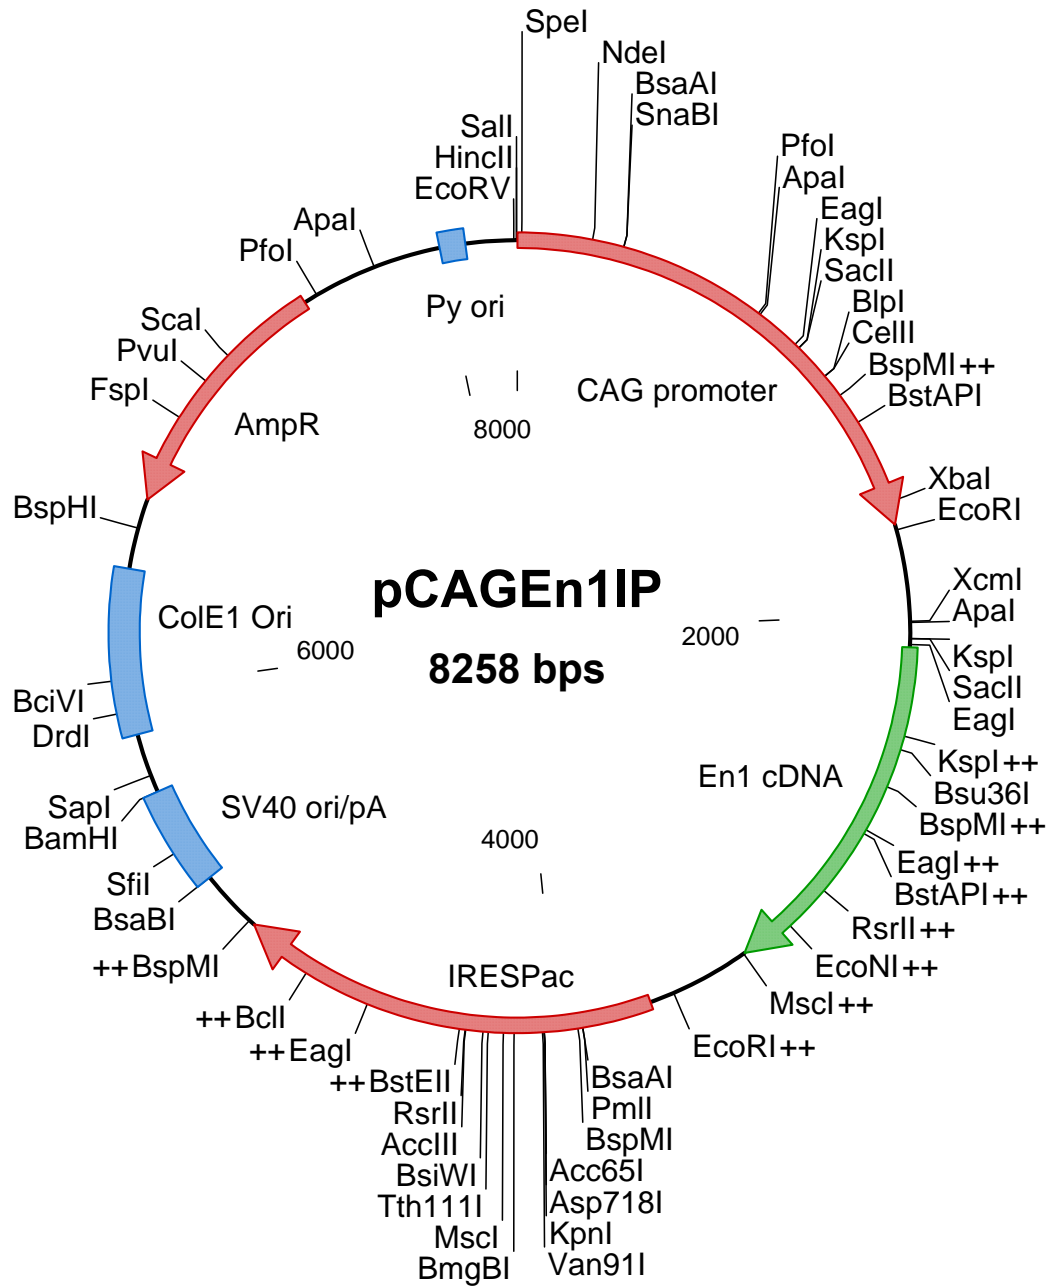 SpeI
NdeI
BsaAI
SnaBI
SalI
HincII
EcoRV
PfoI
ApaI
EagI
KspI
SacII
BlpI
CelII
BspMI++
BstAPI
XbaI
EcoRI
XcmI
ApaI
KspI
SacII
EagI
KspI++
Bsu36I
BspMI++
EagI++
BstAPI++
RsrII++
EcoNI++
MscI++
EcoRI++
BsaAI
PmlI
BspMI
Acc65I
Asp718I
KpnI
Van91I
BmgBI
MscI
Tth111I
BsiWI
AccIII
RsrII
++BstEII
++EagI
++BclI
++BspMI
BsaBI
SfiI
BamHI
SapI
DrdI
BciVI
BspHI
FspI
PvuI
ScaI
PfoI
ApaI
Py ori
CAG promoter
AmpR
ColE1 Ori
SV40 ori/pA
IRESPac
En1 cDNA
8000
2000
4000
6000
pCAGEn1IP
8258 bps